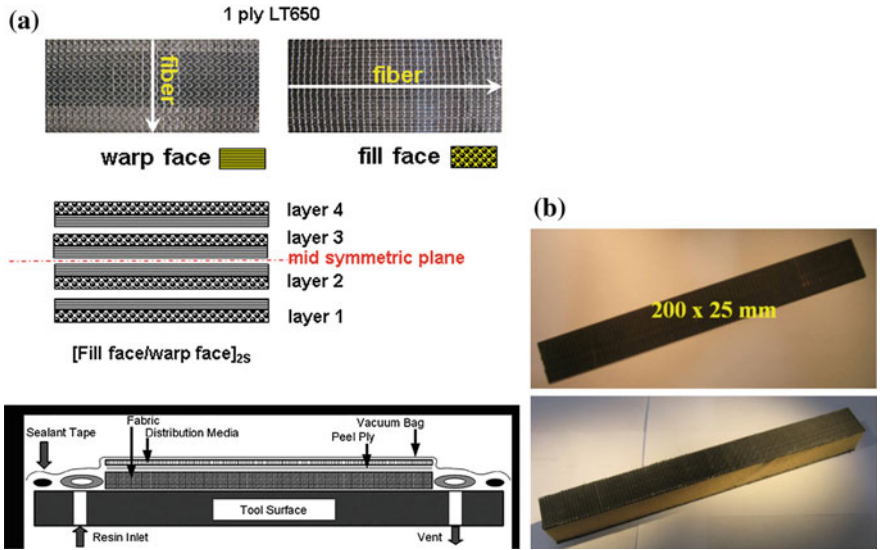 (a)
1 ply LT650
fiber
fiber
warp face
fill face
layer 4
layer 3
mid symmetric plane
layer 2
layer 1
[Fill face/warp face]2S
Fabric
Distribution Media
Vacuum Bag
Peel Ply
Sealant Tape
Tool Surface
Resin Inlet
Vent
(b)
200 x 25 mm